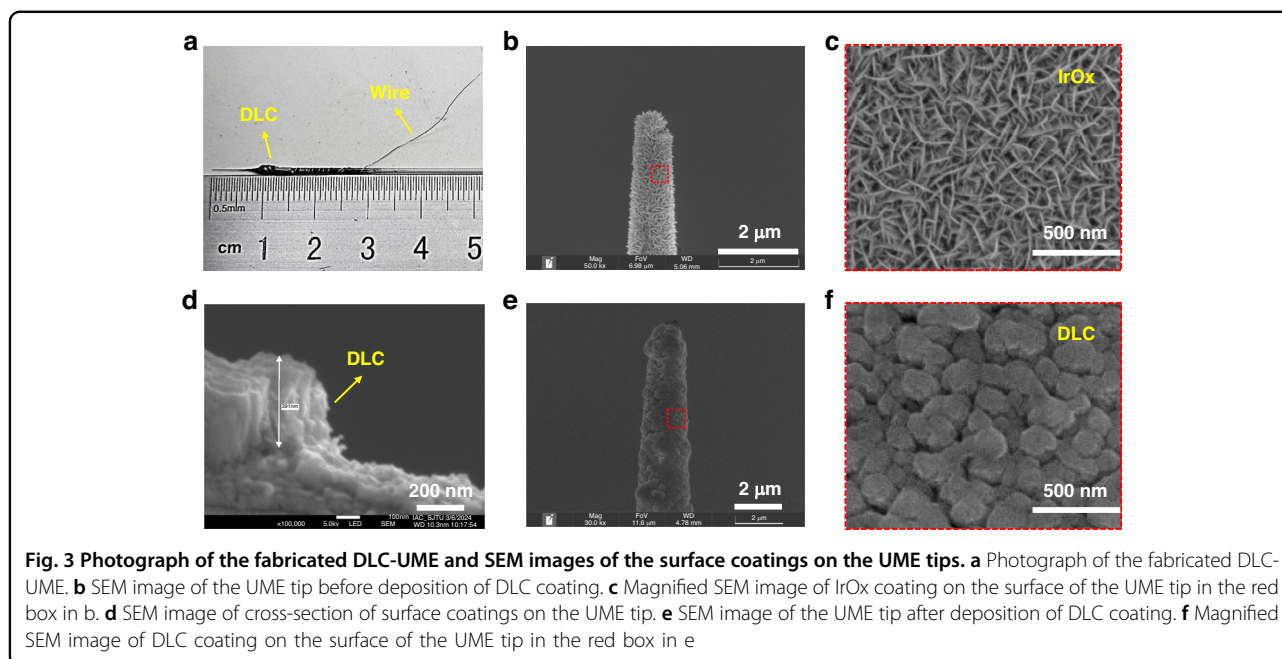 a
DLC
Wire
0.5mm
cm 1 2 3 4 5
b
2 μm
Mag
50.0 kx
FoV
6.98 μm
WD
5.06 mm
2 μm
c
IrOx
500 nm
d
DLC
391nm
200 nm
100nm IAC_SJTU 3/6/2024
×100,000 5.0kv LED SEM WD 10.3nm 10:17:54
e
2 μm
Mag
30.0 kx
FoV
11.6 μm
WD
4.78 mm
2 μm
f
DLC
500 nm
Fig. 3 Photograph of the fabricated DLC-UME and SEM images of the surface coatings on the UME tips. a Photograph of the fabricated DLC-
UME. b SEM image of the UME tip before deposition of DLC coating. c Magnified SEM image of IrOx coating on the surface of the UME tip in the red
box in b. d SEM image of cross-section of surface coatings on the UME tip. e SEM image of the UME tip after deposition of DLC coating. f Magnified
SEM image of DLC coating on the surface of the UME tip in the red box in e